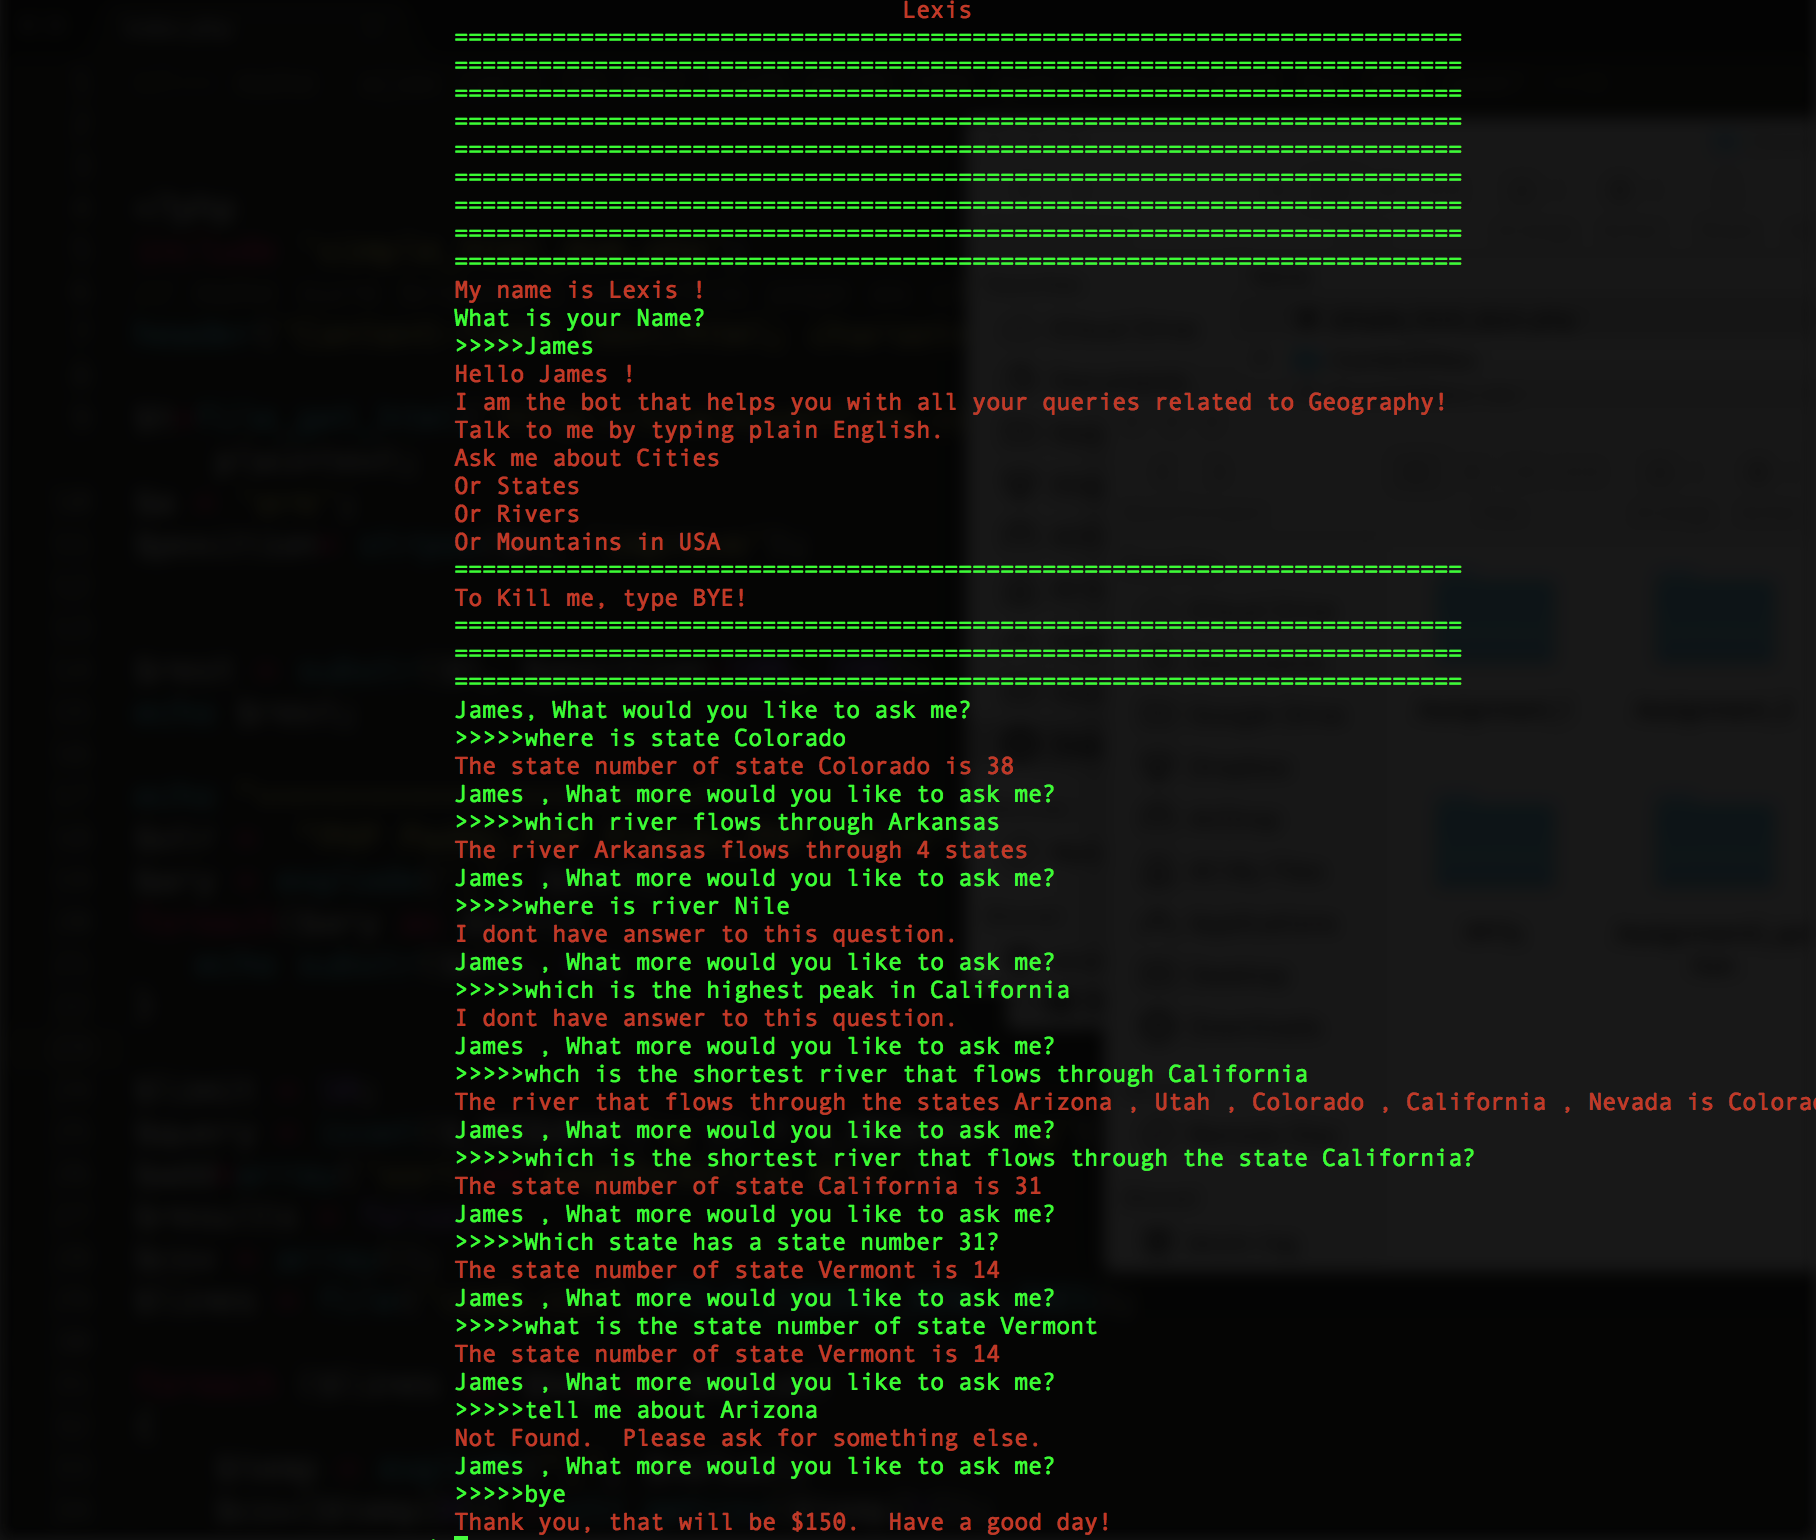 Lexis
========================================================================
========================================================================
========================================================================
========================================================================
========================================================================
========================================================================
========================================================================
========================================================================
========================================================================
My name is Lexis !
What is your Name?
>>>>>James
Hello James !
I am the bot that helps you with all your queries related to Geography!
Talk to me by typing plain English.
Ask me about Cities
Or States
Or Rivers
Or Mountains in USA
========================================================================
To Kill me, type BYE!
========================================================================
========================================================================
========================================================================
James, What would you like to ask me?
>>>>>where is state Colorado
The state number of state Colorado is 38
James , What more would you like to ask me?
>>>>>which river flows through Arkansas
The river Arkansas flows through 4 states
James , What more would you like to ask me?
>>>>>where is river Nile
I dont have answer to this question.
James , What more would you like to ask me?
>>>>>which is the highest peak in California
I dont have answer to this question.
James , What more would you like to ask me?
>>>>>whch is the shortest river that flows through California
The river that flows through the states Arizona , Utah , Colorado , California , Nevada is Colorad
James , What more would you like to ask me?
>>>>>which is the shortest river that flows through the state California?
The state number of state California is 31
James , What more would you like to ask me?
>>>>>Which state has a state number 31?
The state number of state Vermont is 14
James , What more would you like to ask me?
>>>>>what is the state number of state Vermont
The state number of state Vermont is 14
James , What more would you like to ask me?
>>>>>tell me about Arizona
Not Found.  Please ask for something else.
James , What more would you like to ask me?
>>>>>bye
Thank you, that will be $150.  Have a good day!